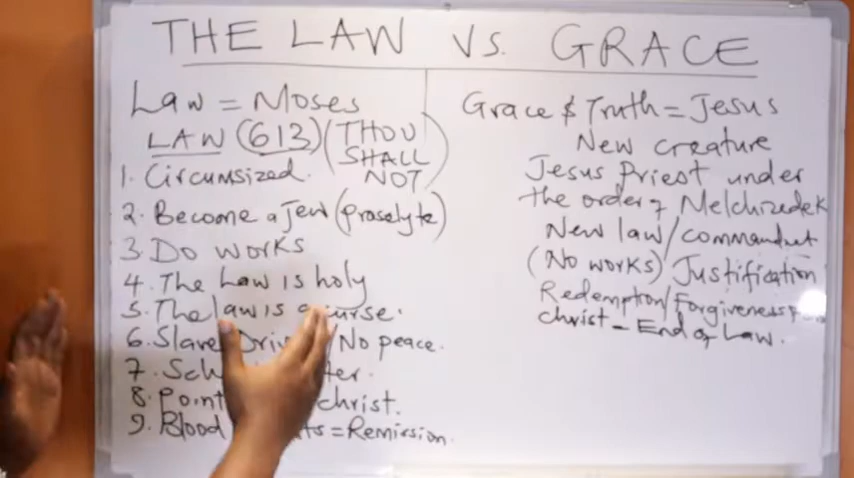 THE LAW VS. GRACE
Law = Moses
LAW (613) (THOU
SHALL
NOT)
1. Circumsized.
2. Become a Jew (proselyte)
3. Do works
4. The Law is holy
5. The law is curse.
6. Slave /No peace.
7.
8. Point christ.
9. Blood = Remission.
Grace & Truth = Jesus
New creature
Jesus Priest under
the order of Melchizedek
New law/
(No works) Justification
Redemption/Forgiveness
Christ - End of Law.